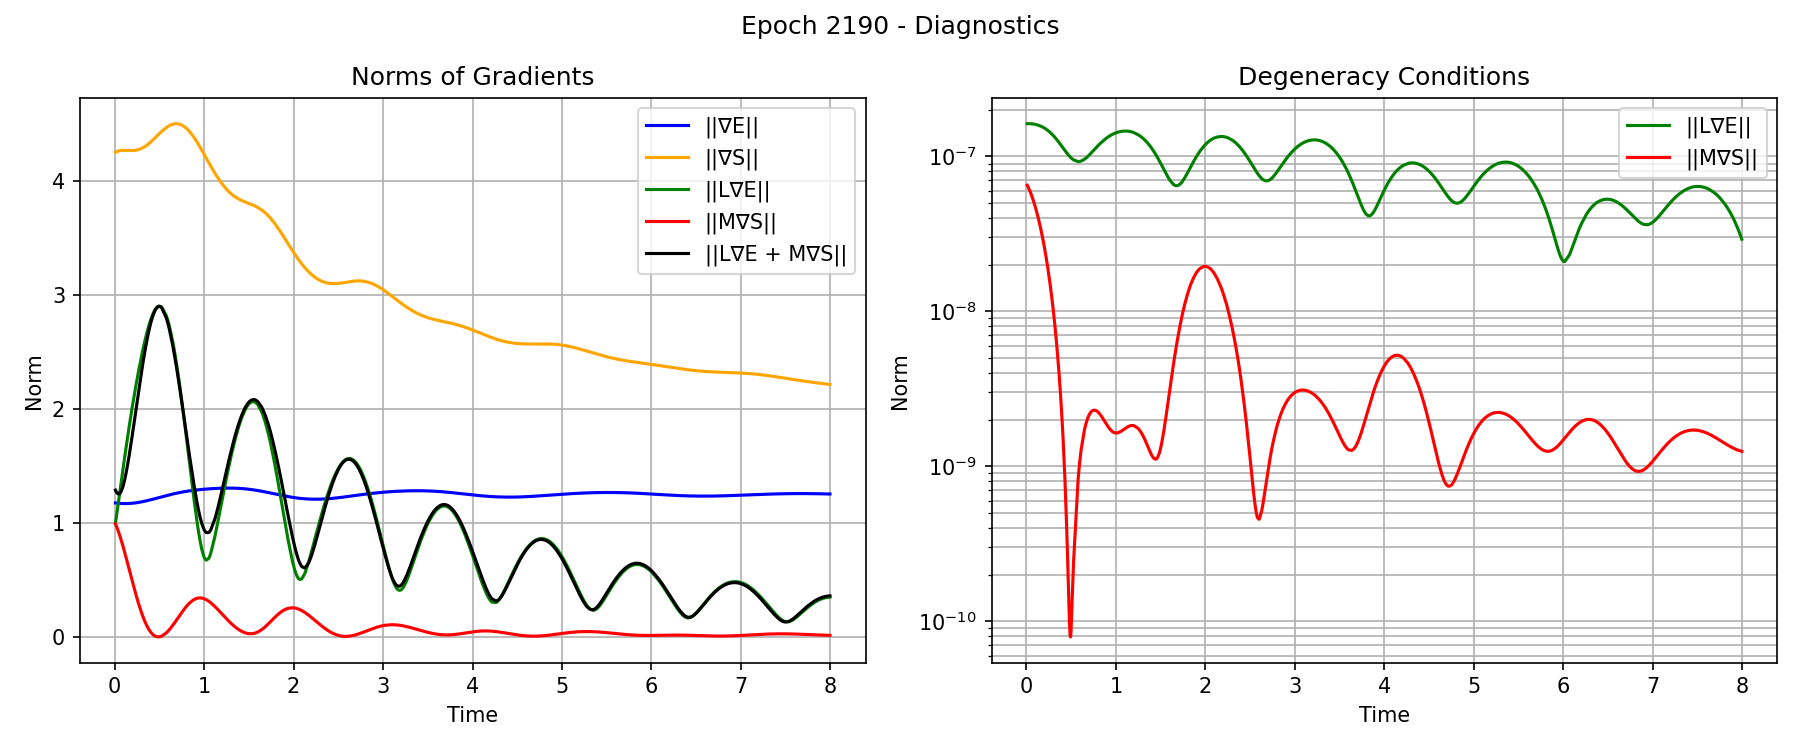 Epoch 2190 - Diagnostics
Norms of Gradients
Norm
4
3
2
1
0
0 1 2 3 4 5 6 7 8
Time
||∇E||
||∇S||
||L∇E||
||M∇S||
||L∇E + M∇S||
Degeneracy Conditions
Norm
10⁻⁷
10⁻⁸
10⁻⁹
10⁻¹⁰
0 1 2 3 4 5 6 7 8
Time
||L∇E||
||M∇S||